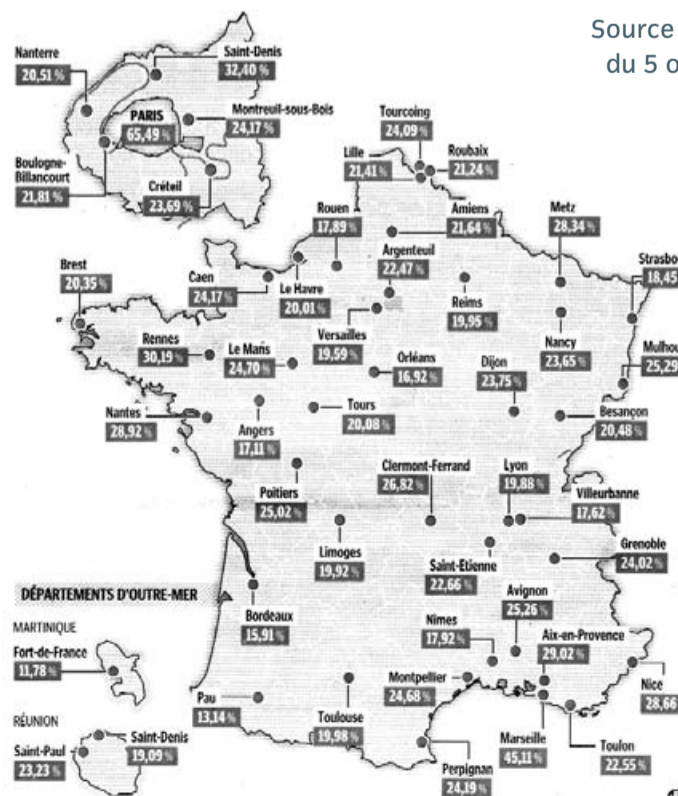 Source
du 5 o
Nanterre
20,51 %
Saint-Denis
32,40 %
PARIS
65,49 %
Montreuil-sous-Bois
24,17 %
Boulogne-
Billancourt
21,81 %
Créteil
23,69 %
Tourcoing
24,09 %
Lille
21,41 %
Roubaix
21,24 %
Rouen
17,89 %
Amiens
21,64 %
Metz
28,34 %
Argenteuil
22,47 %
Strasbo
18,45
Brest
20,35 %
Caen
24,17 %
Le Havre
20,01 %
Versailles
19,59 %
Reims
19,95 %
Nancy
23,65 %
Mulhou
25,29
Rennes
30,19 %
Le Mans
24,70 %
Orléans
16,92 %
Dijon
23,75 %
Besançon
20,48 %
Nantes
28,92 %
Angers
17,11 %
Tours
20,08 %
Poitiers
25,02 %
Clermont-Ferrand
26,82 %
Lyon
19,88 %
Villeurbanne
17,62 %
Limoges
19,92 %
Saint-Étienne
22,66 %
Grenoble
24,02 %
DÉPARTEMENTS D'OUTRE-MER
Bordeaux
15,91 %
Avignon
25,26 %
Nîmes
17,92 %
Aix-en-Provence
29,02 %
MARTINIQUE
Fort-de-France
11,78 %
Pau
13,14 %
Toulouse
19,98 %
Montpellier
24,68 %
Nice
28,66
RÉUNION
Saint-Denis
19,09 %
Saint-Paul
23,23 %
Perpignan
24,19 %
Marseille
45,11 %
Toulon
22,55 %